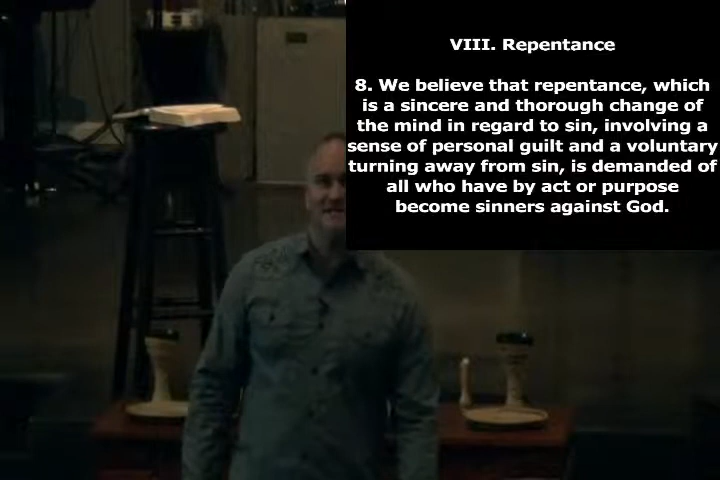 VIII. Repentance
8. We believe that repentance, which
is a sincere and thorough change of
the mind in regard to sin, involving a
sense of personal guilt and a voluntary
turning away from sin, is demanded of
all who have by act or purpose
become sinners against God.